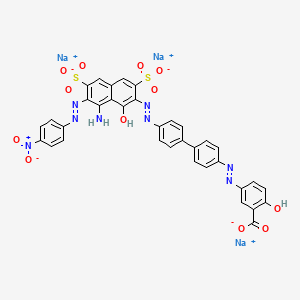 Na + Na +
O O
O - S S O -
O O
N N
N N
O - N + O
NH2 OH
N
N
OH
- O O
Na +